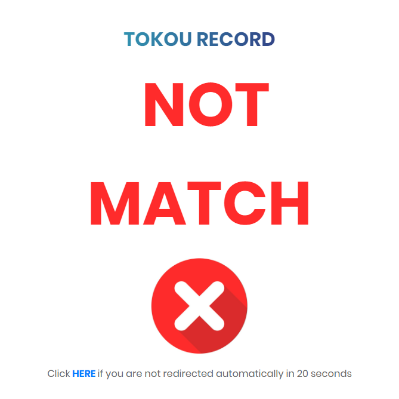 TOKOU RECORD
NOT
MATCH
Click HERE if you are not redirected automatically in 20 seconds